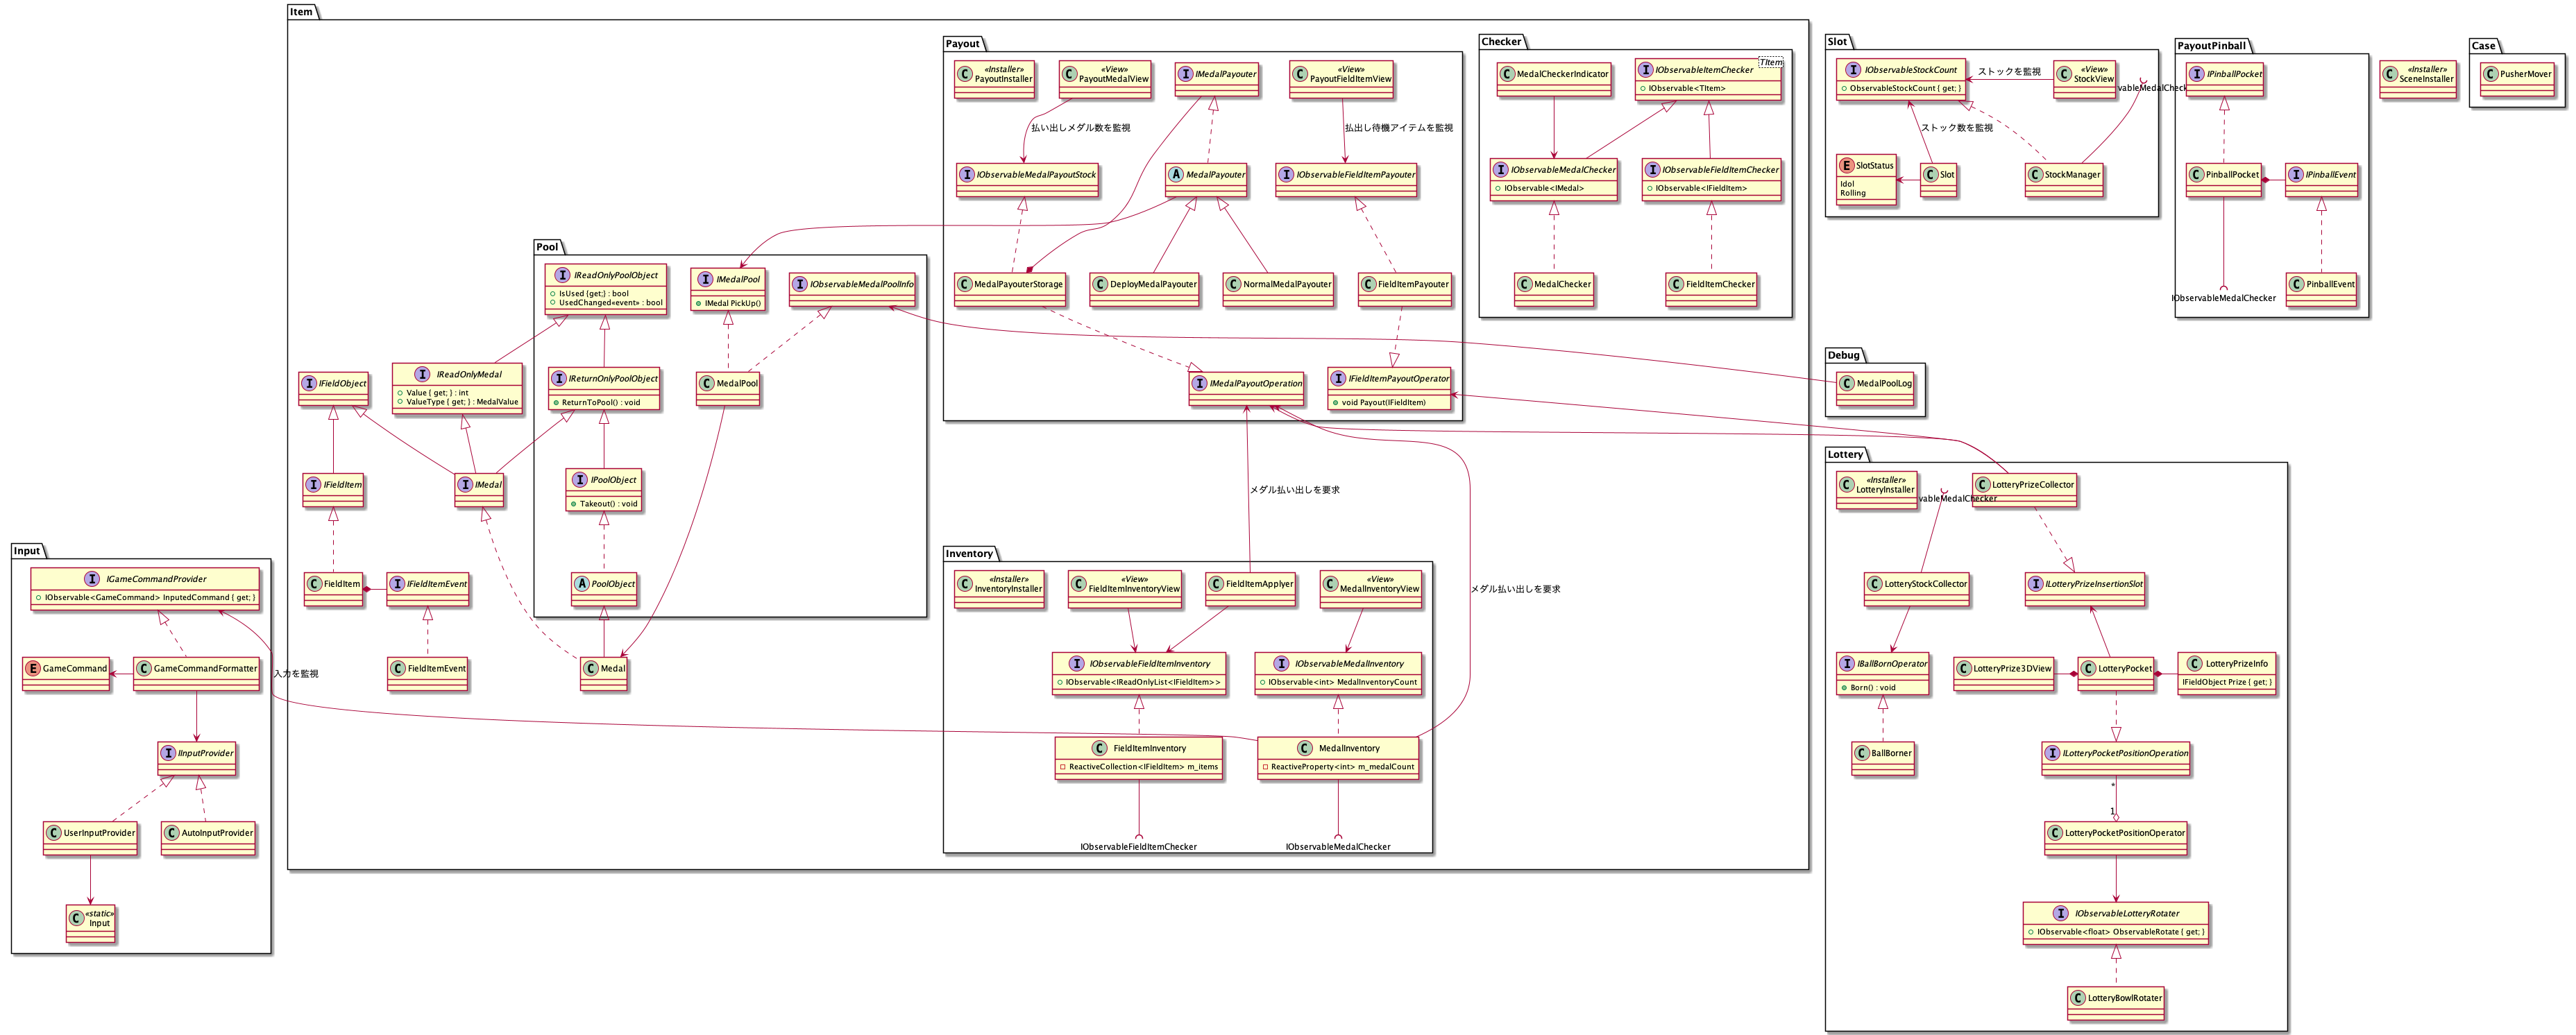 Item
Payout
«Installer»
PayoutInstaller
«View»
PayoutMedalView
IMedalPayouter
«View»
PayoutFieldItemView
払い出しメダル数を監視
払出し待機アイテムを監視
IObservableMedalPayoutStock
MedalPayouter
IObservableFieldItemPayouter
MedalPayouterStorage
DeployMedalPayouter
NormalMedalPayouter
FieldItemPayouter
IMedalPayoutOperation
IFieldItemPayoutOperator
void Payout(IFieldItem)
Checker
MedalCheckerIndicator
IObservableItemChecker
TItem
IObservable<TItem>
IObservableMedalChecker
IObservable<IMedal>
IObservableFieldItemChecker
IObservable<IFieldItem>
MedalChecker
FieldItemChecker
Pool
IReadOnlyPoolObject
IsUsed {get;} : bool
UsedChanged«event» : bool
IMedalPool
IMedal PickUp()
IObservableMedalPoolInfo
IReturnOnlyPoolObject
ReturnToPool() : void
MedalPool
IPoolObject
Takeout() : void
PoolObject
IFieldObject
IReadOnlyMedal
Value { get; } : int
ValueType { get; } : MedalValue
IFieldItem
IMedal
FieldItem
IFieldItemEvent
FieldItemEvent
Medal
メダル払い出しを要求
メダル払い出しを要求
Inventory
«Installer»
InventoryInstaller
«View»
FieldItemInventoryView
FieldItemApplyer
«View»
MedalInventoryView
IObservableFieldItemInventory
IObservable<IReadOnlyList<IFieldItem>>
IObservableMedalInventory
IObservable<int> MedalInventoryCount
FieldItemInventory
ReactiveCollection<IFieldItem> m_items
MedalInventory
ReactiveProperty<int> m_medalCount
IObservableFieldItemChecker
IObservableMedalChecker
Input
IGameCommandProvider
IObservable<GameCommand> InputedCommand { get; }
入力を監視
GameCommand
GameCommandFormatter
IInputProvider
UserInputProvider
AutoInputProvider
«static»
Input
Slot
IObservableStockCount
ObservableStockCount { get; }
ストックを監視
«View»
StockView
vableMedalCheck
ストック数を監視
SlotStatus
Idol
Rolling
Slot
StockManager
PayoutPinball
IPinballPocket
PinballPocket
IPinballEvent
IObservableMedalChecker
PinballEvent
«Installer»
SceneInstaller
Case
PusherMover
Debug
MedalPoolLog
Lottery
«Installer»
LotteryInstaller
vableMedalChecker
LotteryPrizeCollector
LotteryStockCollector
ILotteryPrizeInsertionSlot
IBallBornOperator
Born() : void
LotteryPrize3DView
LotteryPocket
LotteryPrizeInfo
IFieldObject Prize { get; }
BallBorner
ILotteryPocketPositionOperation
*
1
LotteryPocketPositionOperator
IObservableLotteryRotater
IObservable<float> ObservableRotate { get; }
LotteryBowlRotater